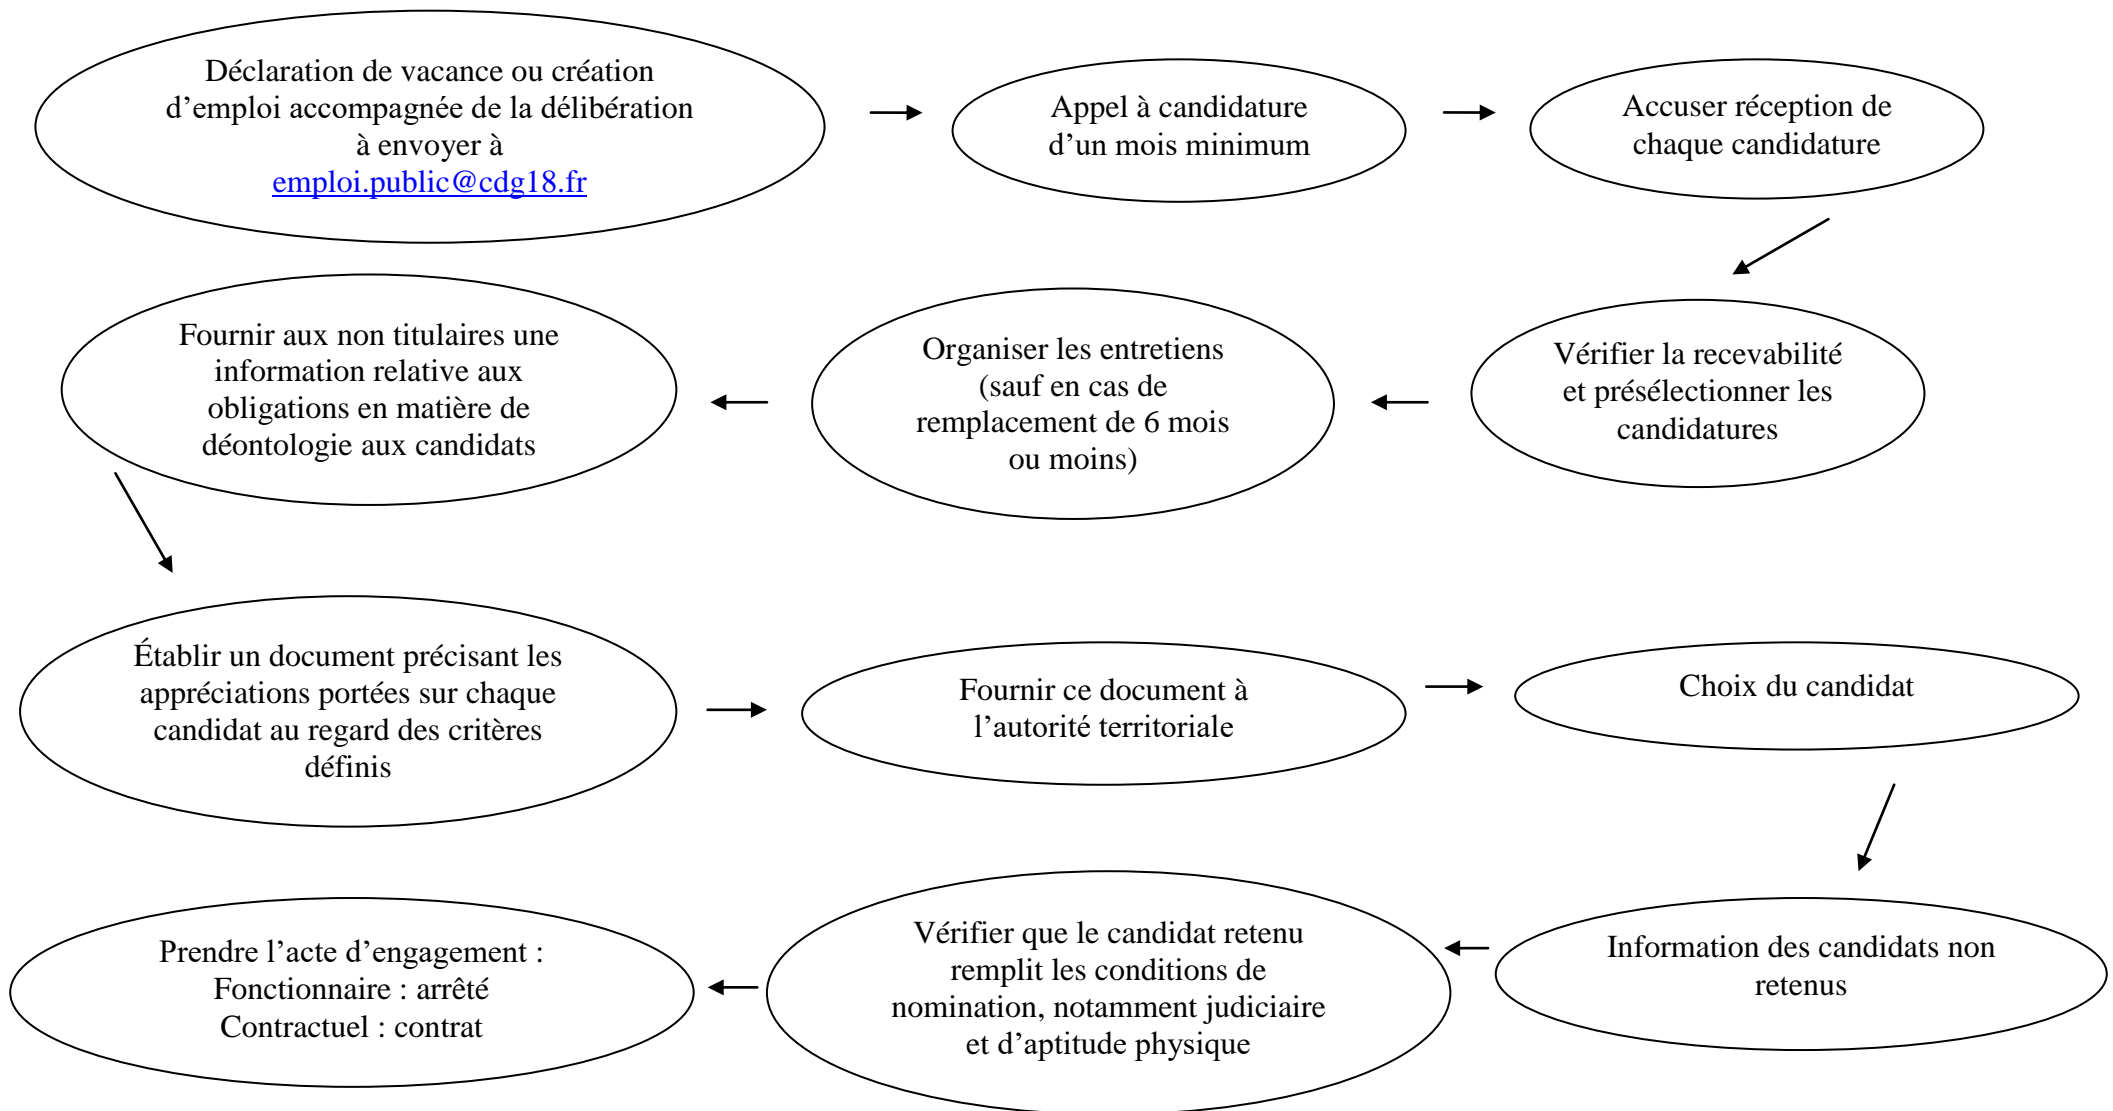 Déclaration de vacance ou création
d’emploi accompagnée de la délibération
à envoyer à
emploi.public@cdg18.fr
Appel à candidature
d’un mois minimum
Accuser réception de
chaque candidature
Vérifier la recevabilité
et présélectionner les
candidatures
Organiser les entretiens
(sauf en cas de
remplacement de 6 mois
ou moins)
Fournir aux non titulaires une
information relative aux
obligations en matière de
déontologie aux candidats
Établir un document précisant les
appréciations portées sur chaque
candidat au regard des critères
définis
Fournir ce document à
l’autorité territoriale
Choix du candidat
Information des candidats non
retenus
Vérifier que le candidat retenu
remplit les conditions de
nomination, notamment judiciaire
et d’aptitude physique
Prendre l’acte d’engagement :
Fonctionnaire : arrêté
Contractuel : contrat